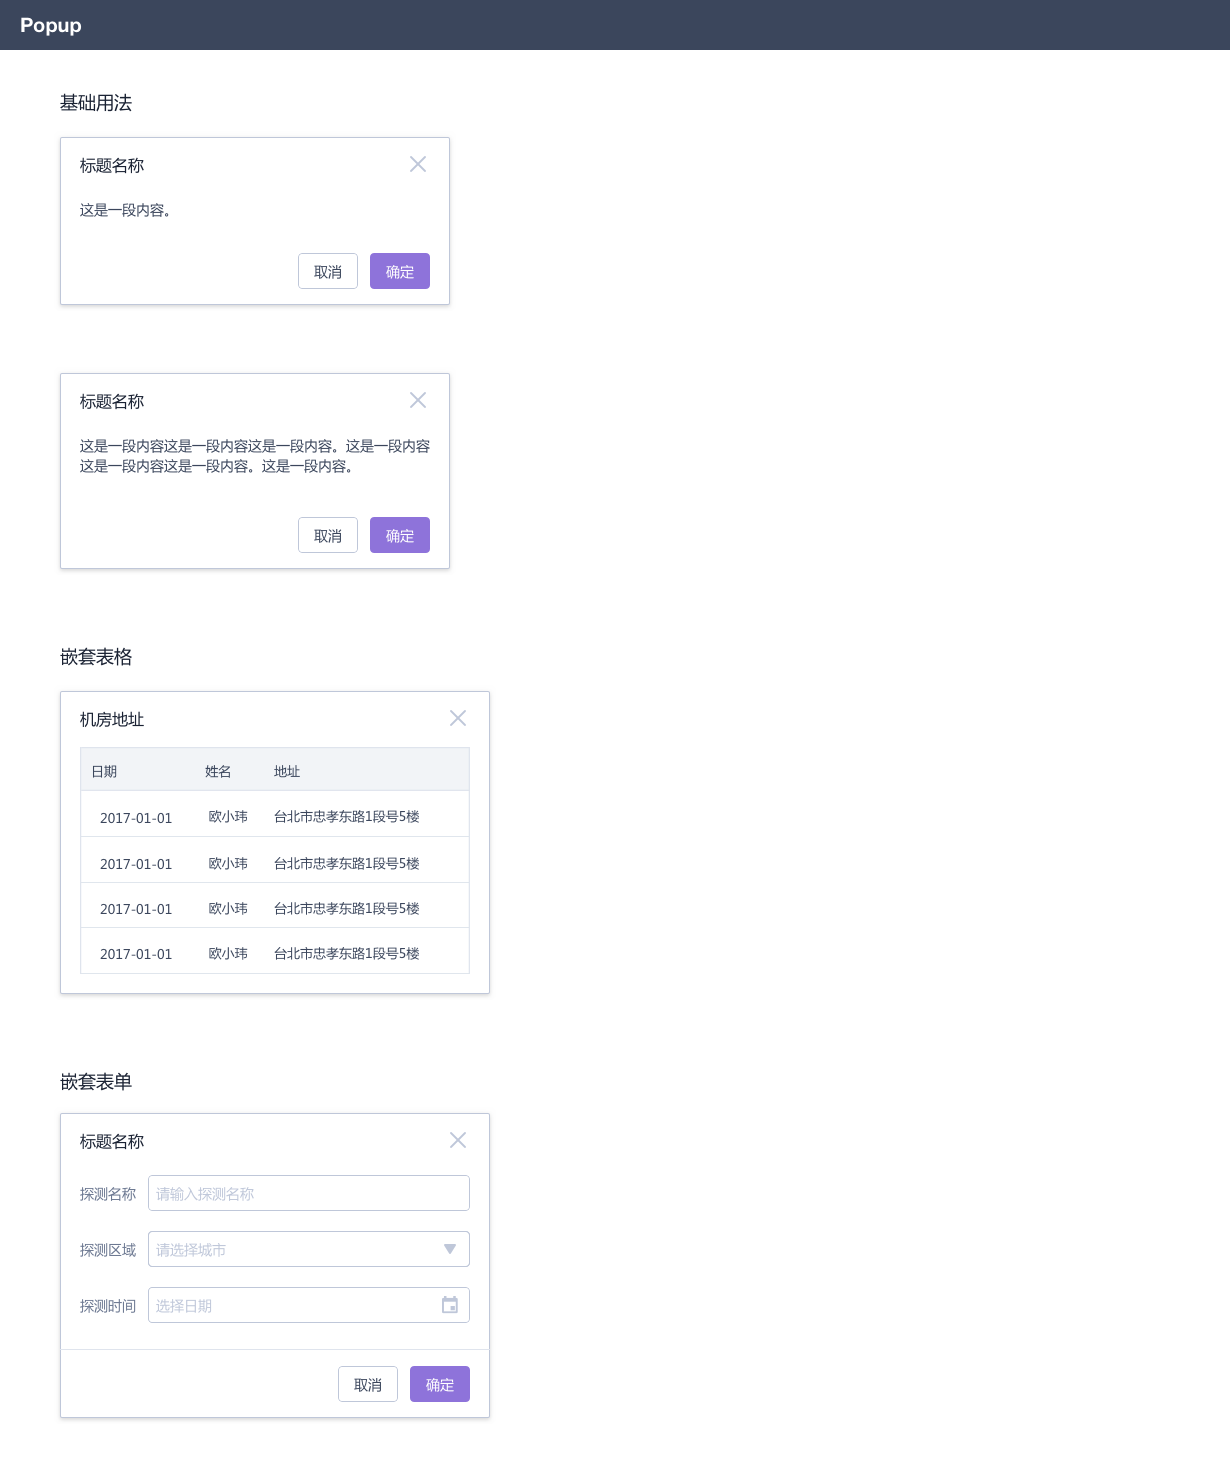 Popup
基础用法
标题名称
这是一段内容。
取消 确定
标题名称
这是一段内容这是一段内容这是一段内容。这是一段内容
这是一段内容这是一段内容。这是一段内容。
取消 确定
嵌套表格
机房地址
日期 姓名 地址
2017-01-01 欧小玮 台北市忠孝东路1段号5楼
2017-01-01 欧小玮 台北市忠孝东路1段号5楼
2017-01-01 欧小玮 台北市忠孝东路1段号5楼
2017-01-01 欧小玮 台北市忠孝东路1段号5楼
嵌套表单
标题名称
探测名称 请输入探测名称
探测区域 请选择城市
探测时间 选择日期
取消 确定